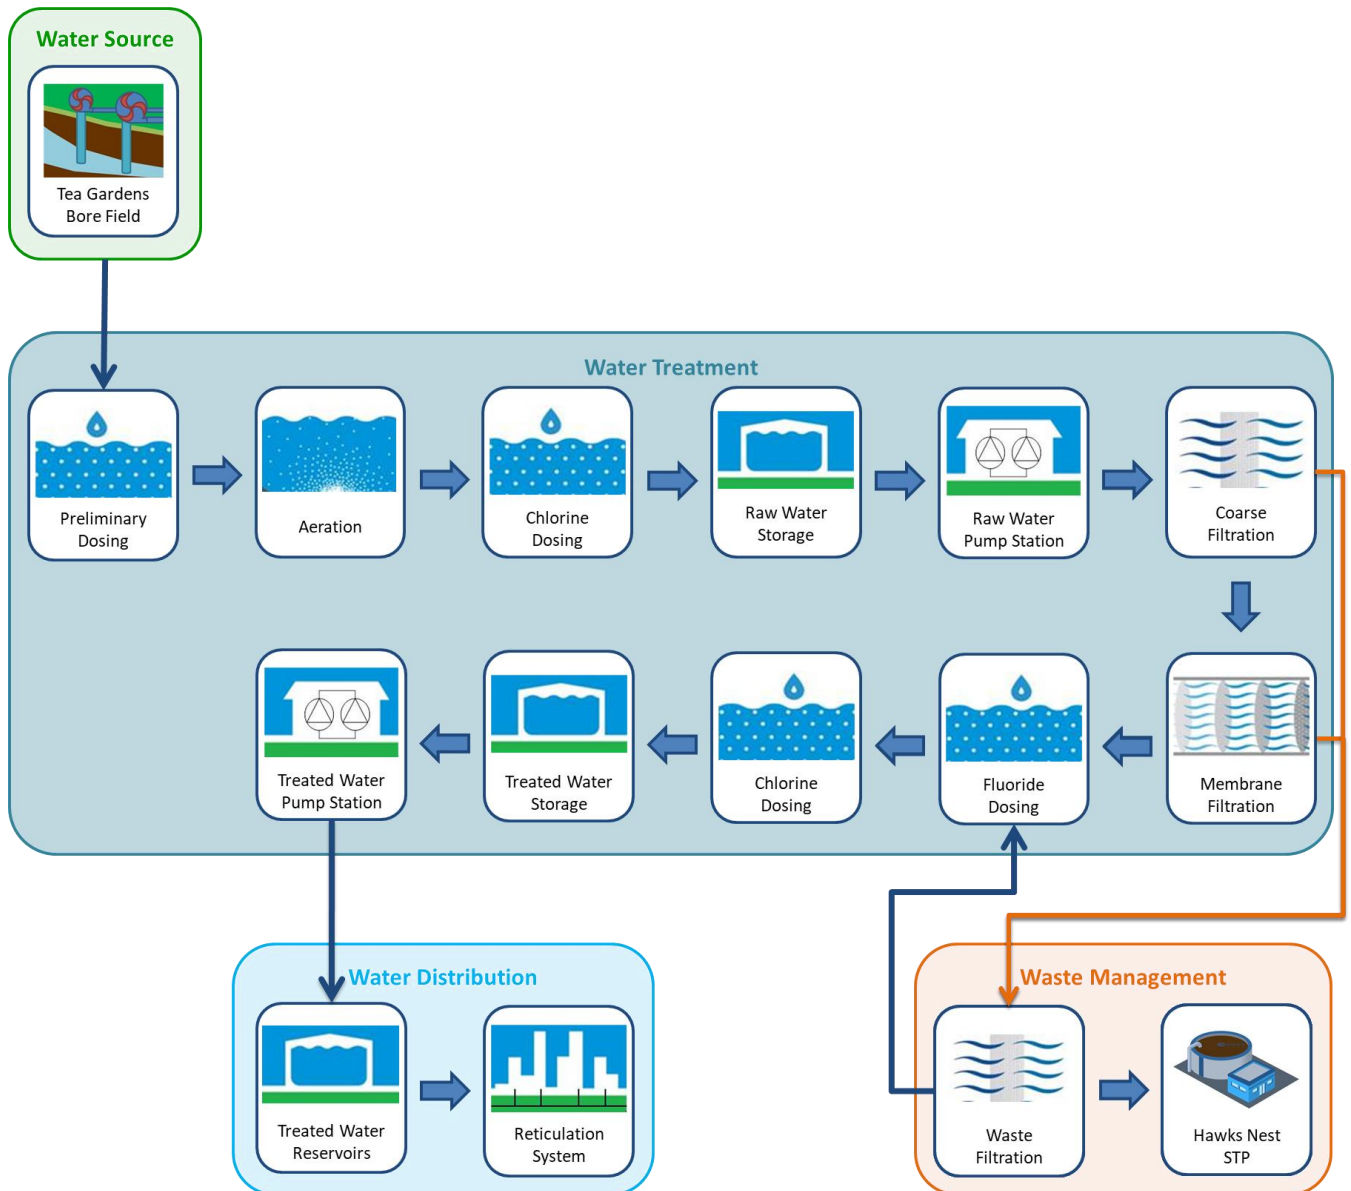 Water Source
Tea Gardens
Bore Field
Water Treatment
Preliminary
Dosing
Aeration
Chlorine
Dosing
Raw Water
Storage
Raw Water
Pump Station
Coarse
Filtration
Treated Water
Pump Station
Treated Water
Storage
Chlorine
Dosing
Fluoride
Dosing
Membrane
Filtration
Water Distribution
Treated Water
Reservoirs
Reticulation
System
Waste Management
Waste
Filtration
Hawks Nest
STP